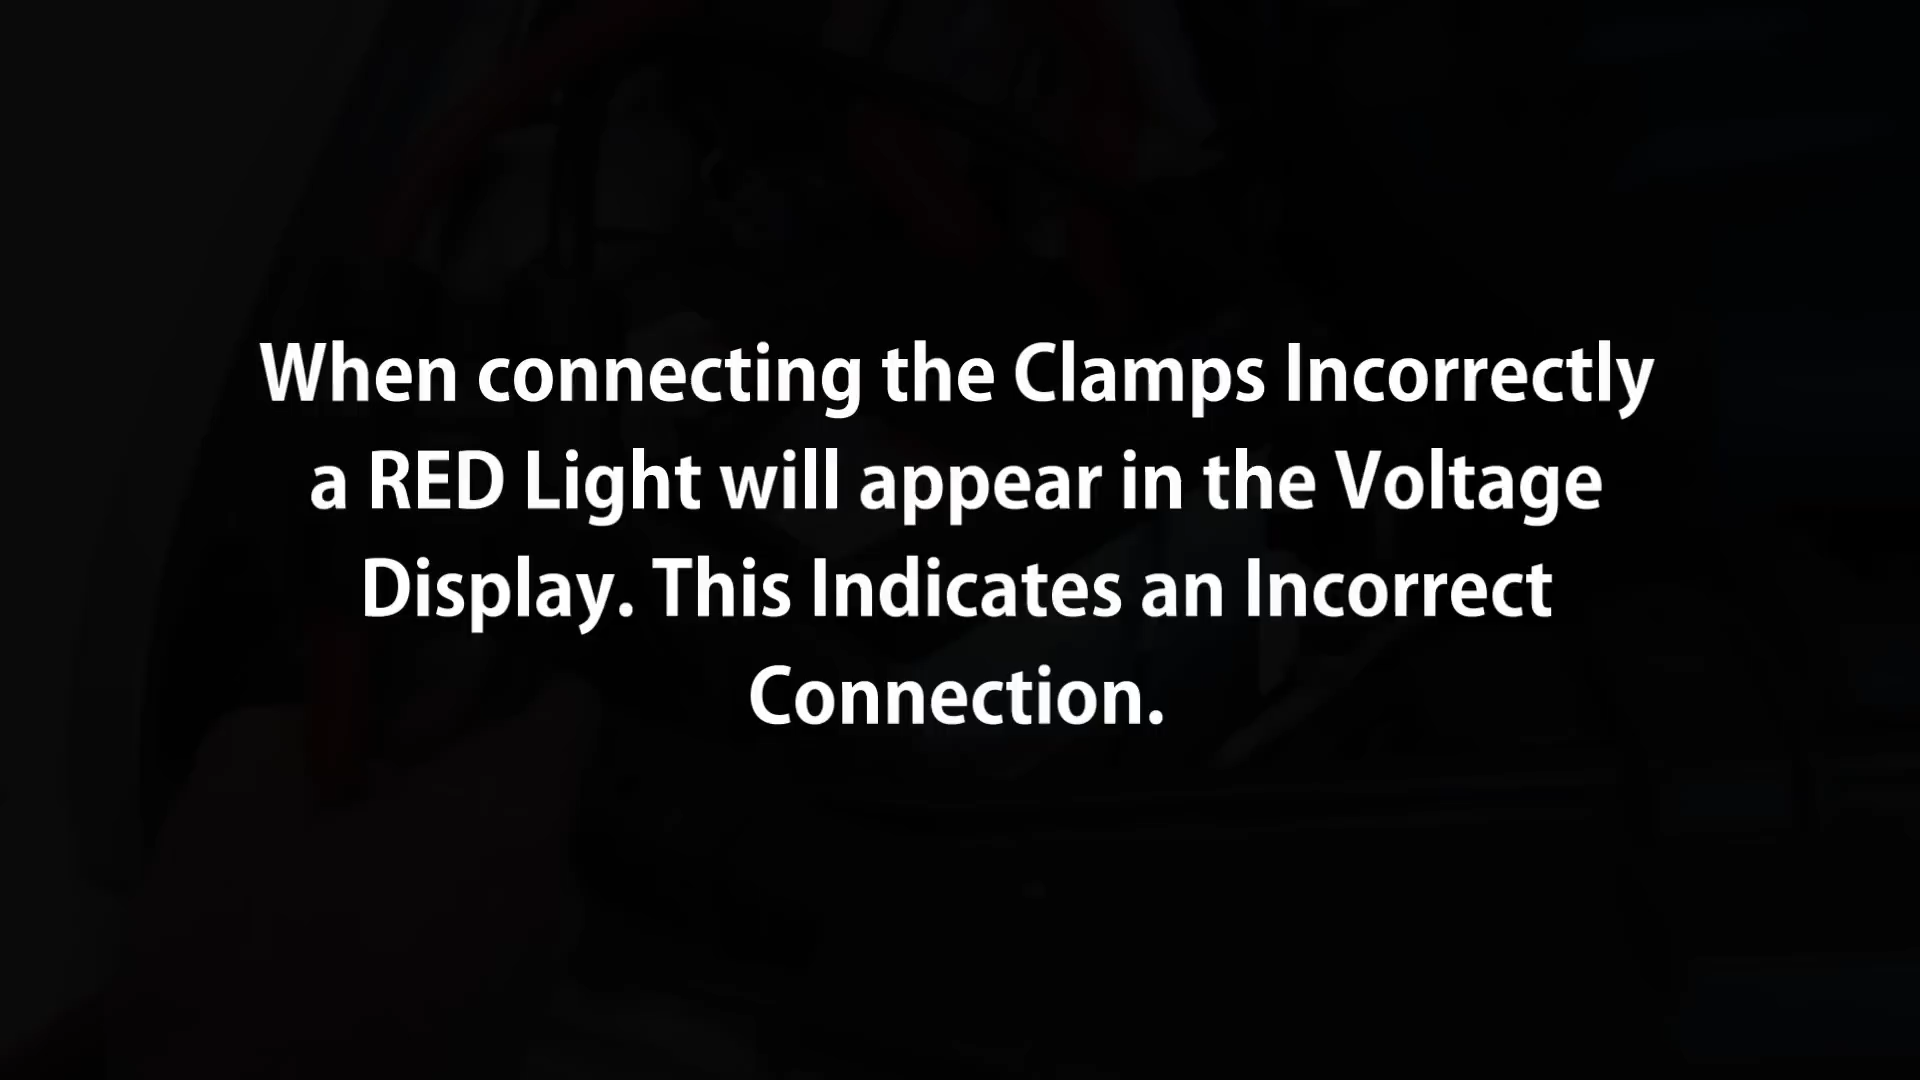 When connecting the Clamps Incorrectly
a RED Light will appear in the Voltage
Display. This Indicates an Incorrect
Connection.